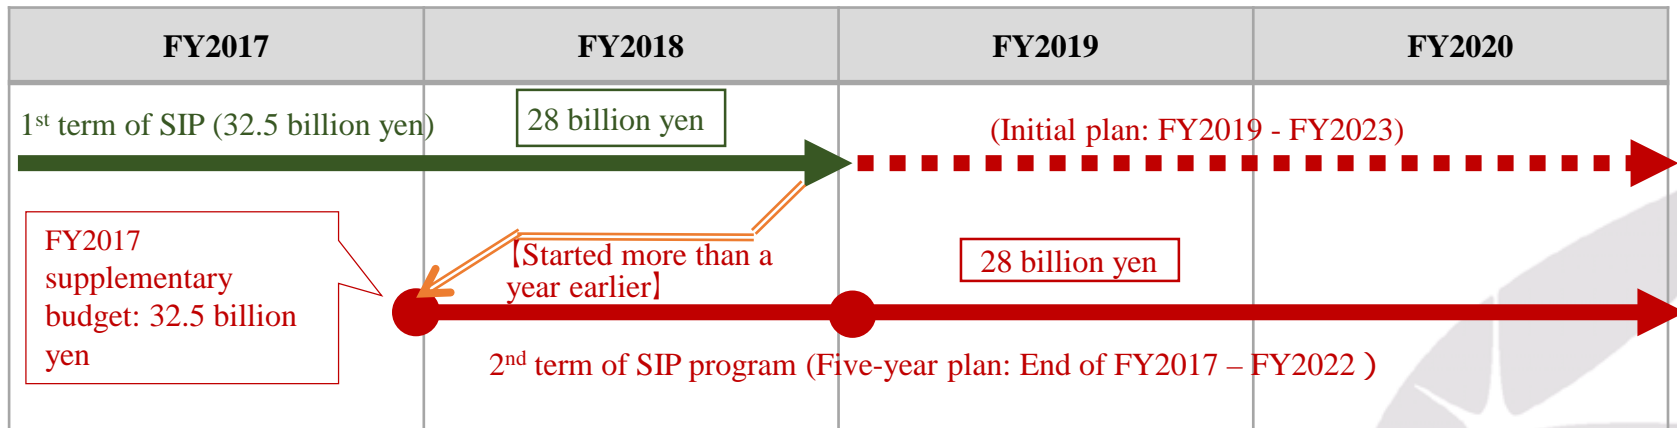 FY2017 FY2018 FY2019 FY2020
1st term of SIP (32.5 billion yen)
28 billion yen
(Initial plan: FY2019 - FY2023)
FY2017
supplementary
budget: 32.5 billion
yen
【Started more than a
year earlier】
28 billion yen
2nd term of SIP program (Five-year plan: End of FY2017 – FY2022 )